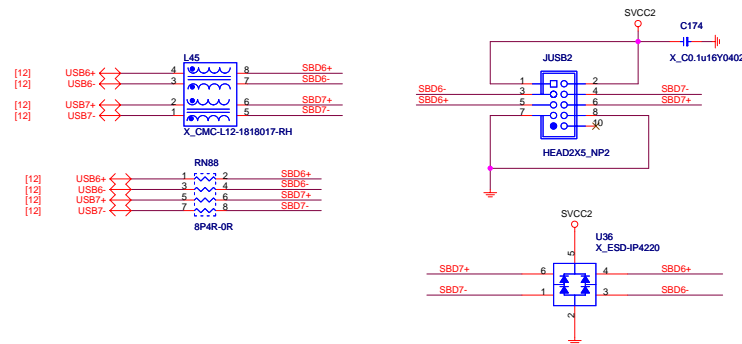 L45
[12] USB6+ 4 8 SBD6+
[12] USB6- 3 7 SBD6-
[12] USB7+ 2 6 SBD7+
[12] USB7- 1 5 SBD7-
X_CMC-L12-1818017-RH
RN88
[12] USB6+ 1 2 SBD6+
[12] USB6- 3 4 SBD6-
[12] USB7+ 5 6 SBD7+
[12] USB7- 7 8 SBD7-
8P4R-0R
SVCC2
C174
X_C0.1u16Y0402
JUSB2
1 2
SBD6- 3 4 SBD7-
SBD6+ 5 6 SBD7+
7 8
10
HEAD2X5_NP2
SVCC2
U36
X_ESD-IP4220
5
SBD7+ 6 4 SBD6+
SBD7- 1 3 SBD6-
2